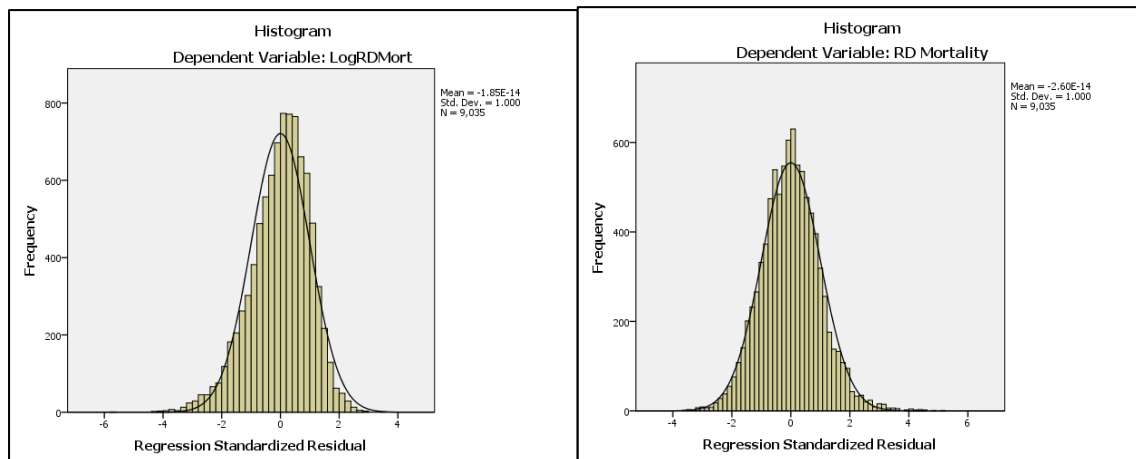 Histogram
Dependent Variable: LogRDMort
Mean = -1.85E-14
Std. Dev. = 1.000
N = 9,035
800
600
400
200
0
Frequency
-6 -4 -2 0 2 4
Regression Standardized Residual
Histogram
Dependent Variable: RD Mortality
Mean = -2.60E-14
Std. Dev. = 1.000
N = 9,035
600
400
200
0
Frequency
-4 -2 0 2 4 6
Regression Standardized Residual